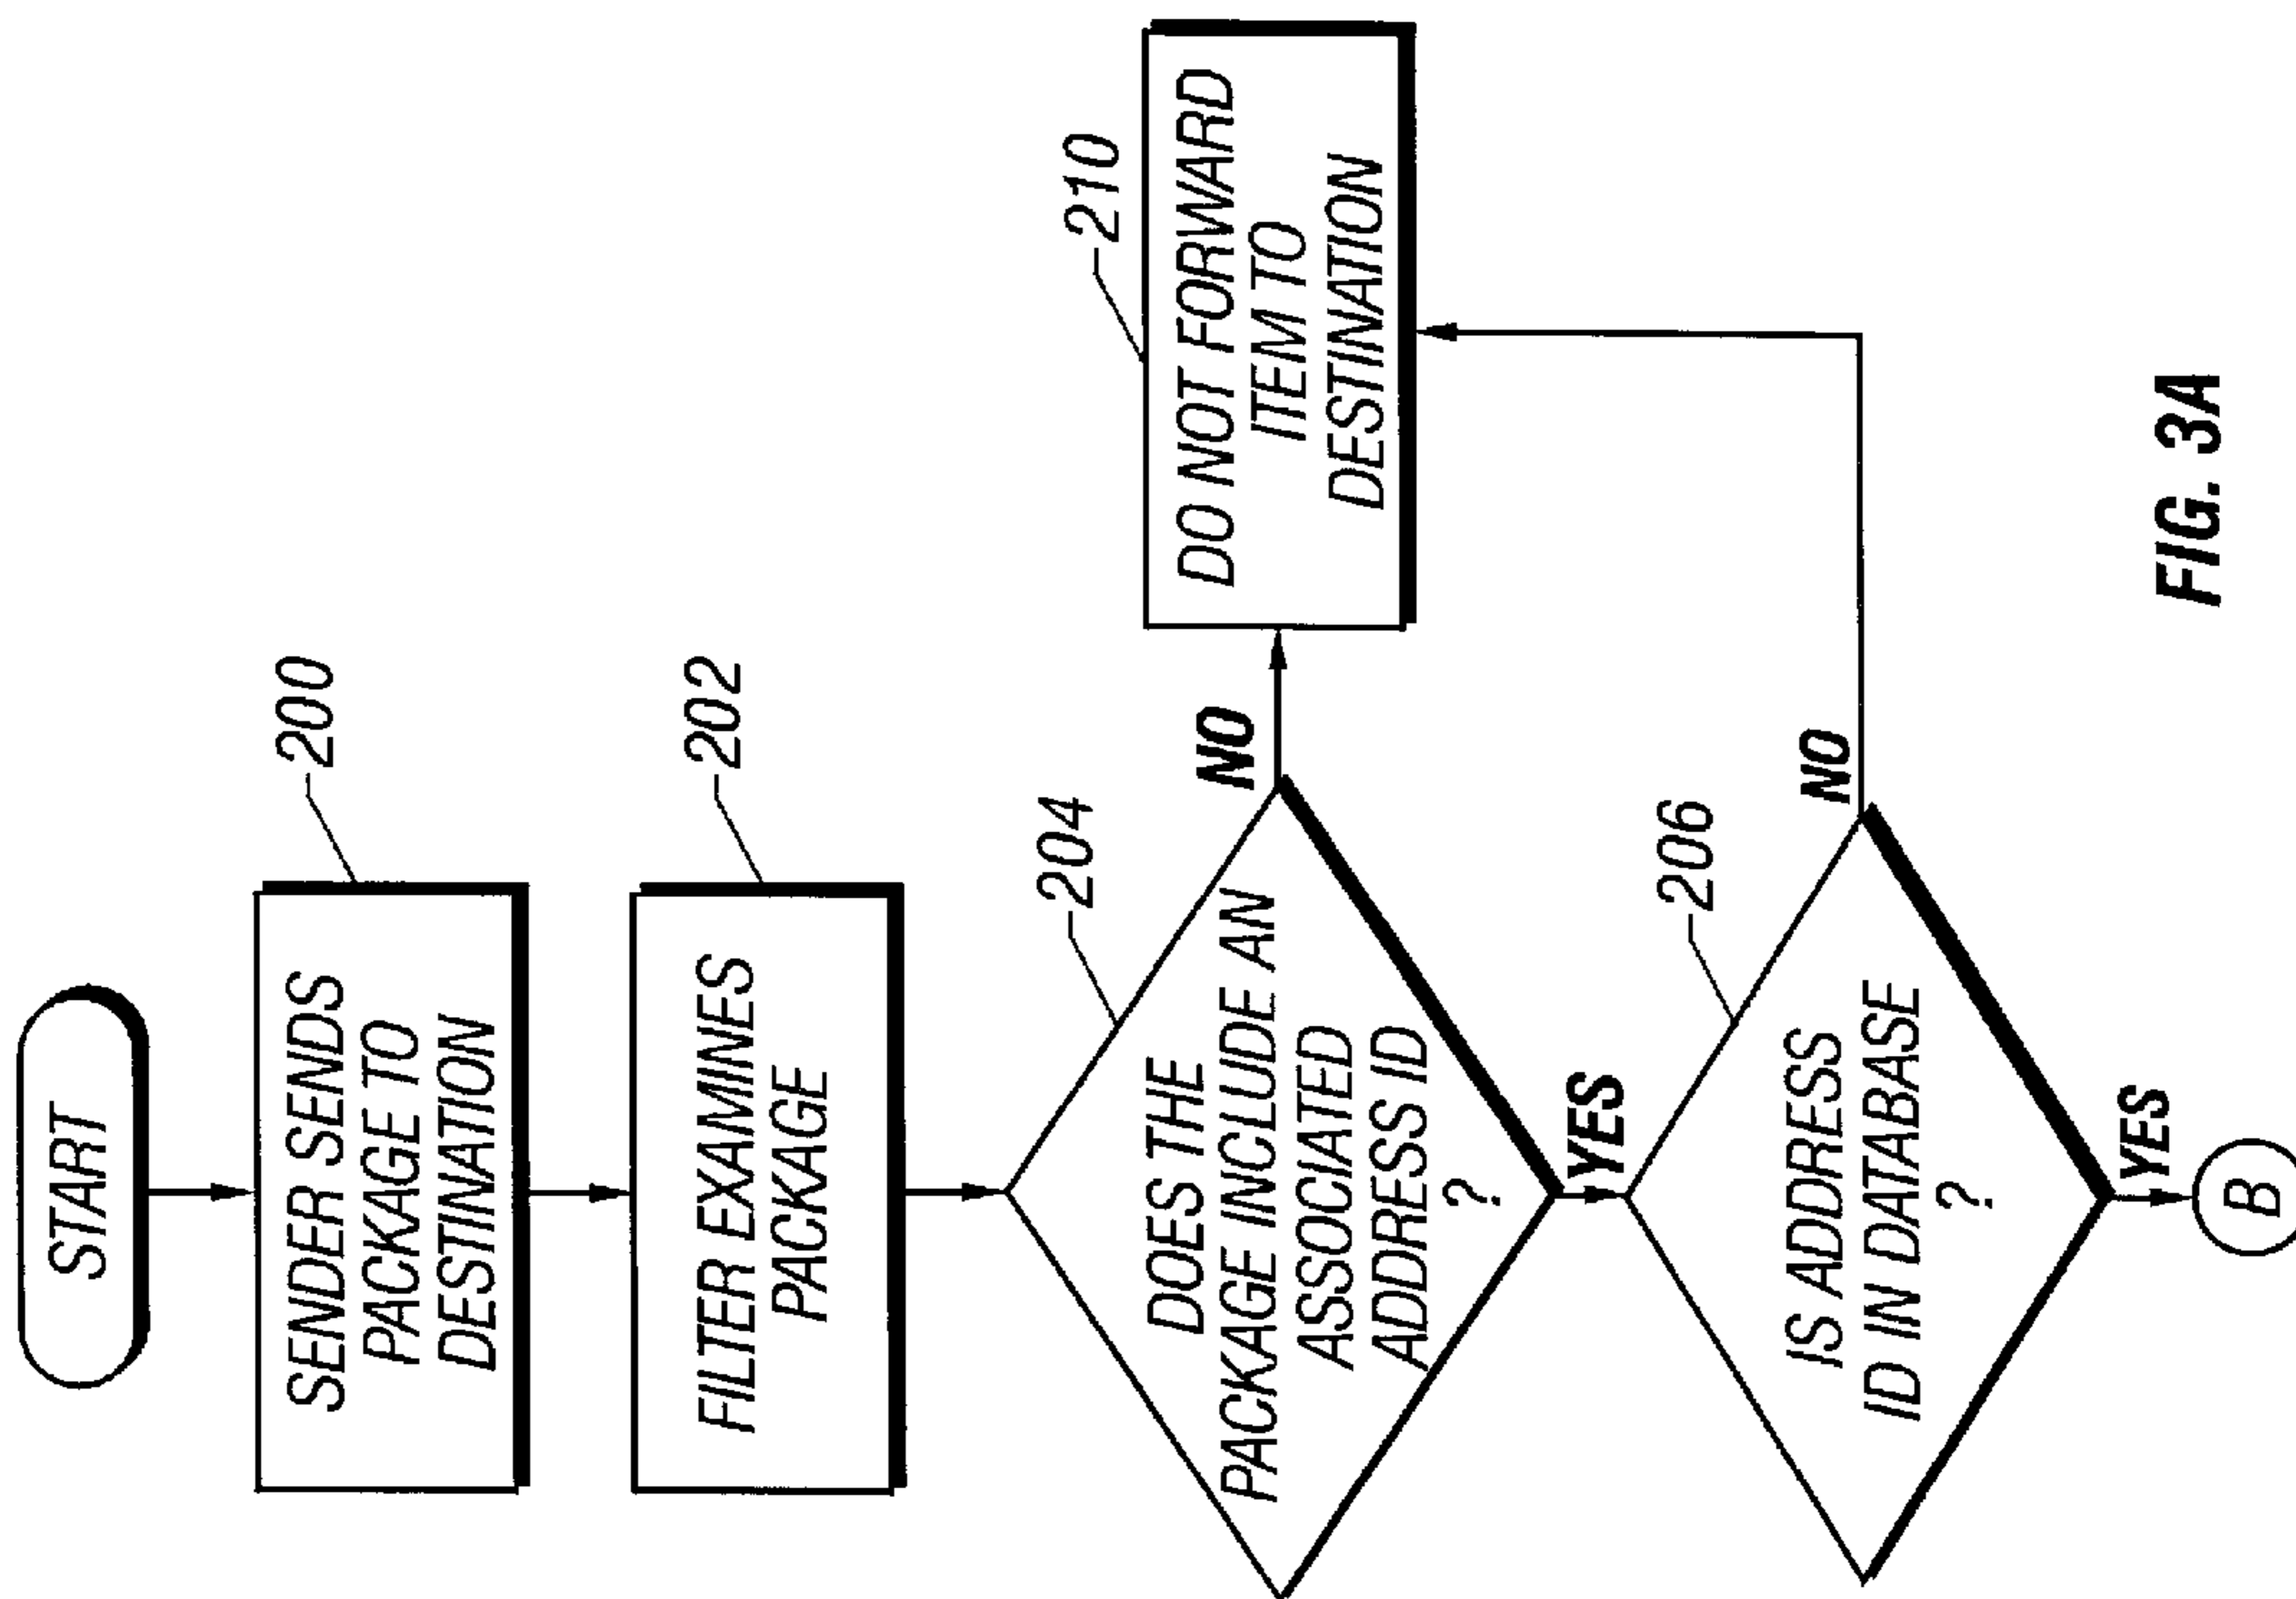 START
200
SENDER SENDS
PACKAGE TO
DESTINATION
202
FILTER EXAMINES
PACKAGE
204
DOES THE
PACKAGE INCLUDE AN
ASSOCIATED
ADDRESS ID
?
NO
210
DO NOT FORWARD
ITEM TO
DESTINATION
YES
206
IS ADDRESS
ID IN DATABASE
?
NO
YES
B
FIG. 3A